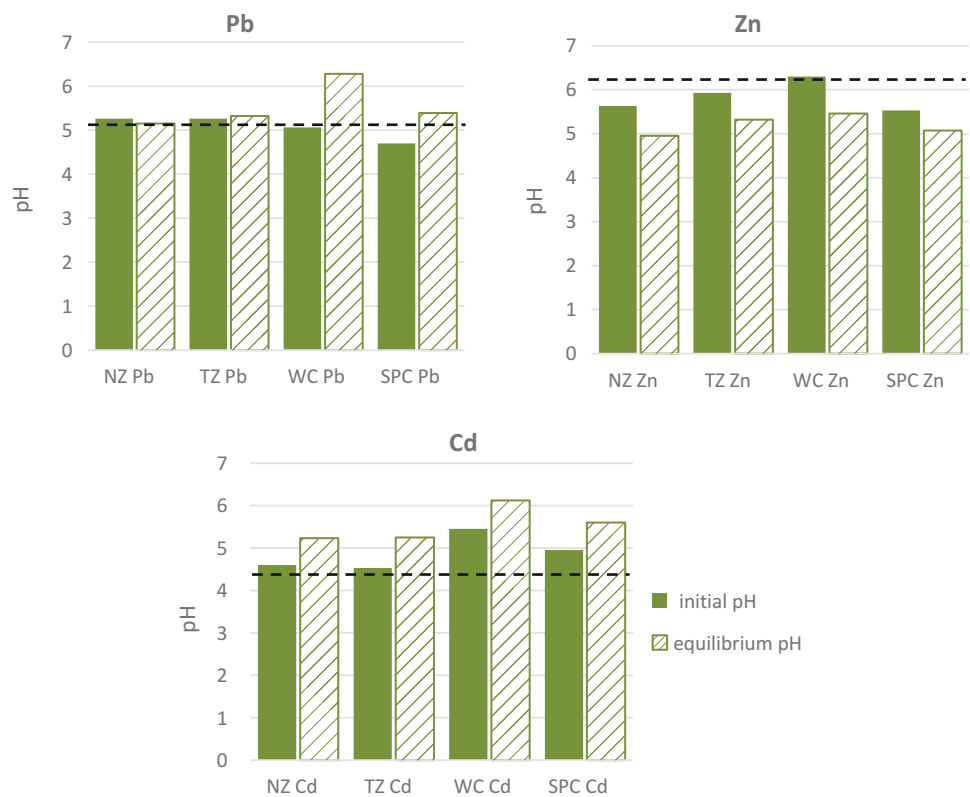 Pb
7
6
5
4
3
2
1
0
pH
NZ Pb TZ Pb WC Pb SPC Pb
Zn
7
6
5
4
3
2
1
0
pH
NZ Zn TZ Zn WC Zn SPC Zn
Cd
7
6
5
4
3
2
1
0
pH
NZ Cd TZ Cd WC Cd SPC Cd
initial pH
equilibrium pH